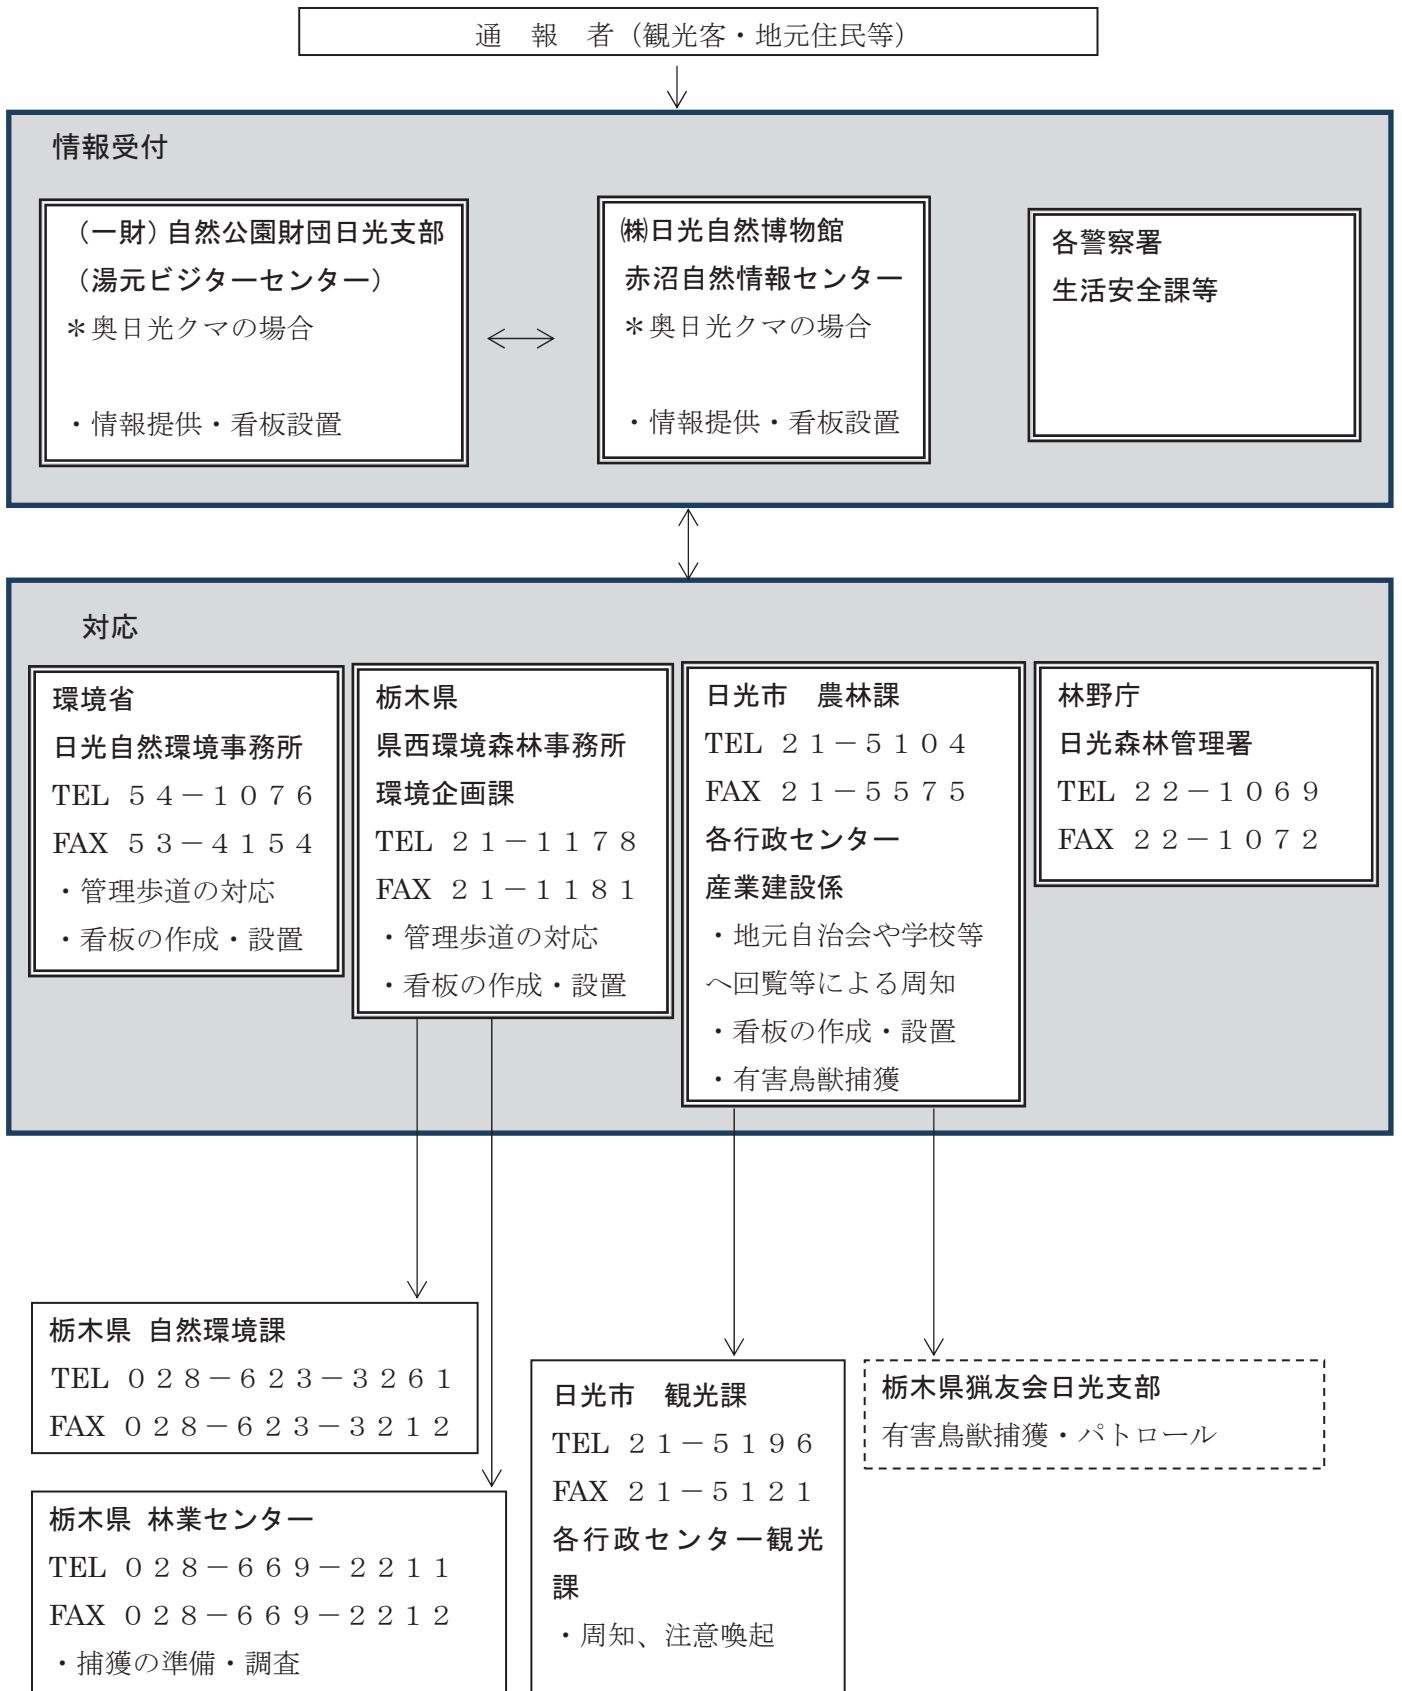 通 報 者（観光客・地元住民等）
情報受付
（一財）自然公園財団日光支部
（湯元ビジターセンター）
＊奥日光クマの場合
・情報提供・看板設置
㈱日光自然博物館
赤沼自然情報センター
＊奥日光クマの場合
・情報提供・看板設置
各警察署
生活安全課等
対応
環境省
日光自然環境事務所
TEL ５４－１０７６
FAX ５３－４１５４
・管理歩道の対応
・看板の作成・設置
栃木県
県西環境森林事務所
環境企画課
TEL ２１－１１７８
FAX ２１－１１８１
・管理歩道の対応
・看板の作成・設置
日光市　農林課
TEL ２１－５１０４
FAX ２１－５５７５
各行政センター
産業建設係
・地元自治会や学校等
へ回覧等による周知
・看板の作成・設置
・有害鳥獣捕獲
林野庁
日光森林管理署
TEL ２２－１０６９
FAX ２２－１０７２
栃木県 自然環境課
TEL ０２８－６２３－３２６１
FAX ０２８－６２３－３２１２
栃木県 林業センター
TEL ０２８－６６９－２２１１
FAX ０２８－６６９－２２１２
・捕獲の準備・調査
日光市　観光課
TEL ２１－５１９６
FAX ２１－５１２１
各行政センター観光
課
・周知、注意喚起
栃木県猟友会日光支部
有害鳥獣捕獲・パトロール